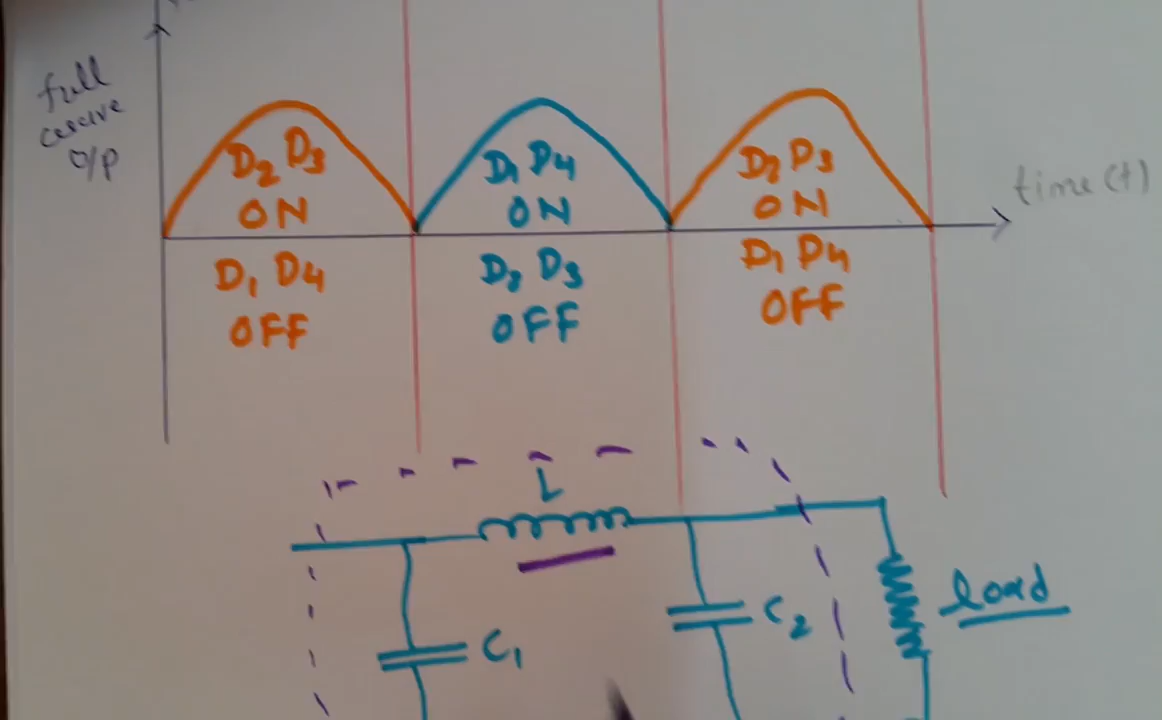 full
wave
O/P
D2 D3
ON
D1 D4
OFF
D1 D4
ON
D2 D3
OFF
D2 D3
ON
D1 D4
OFF
time (t)
L
C1
C2
load